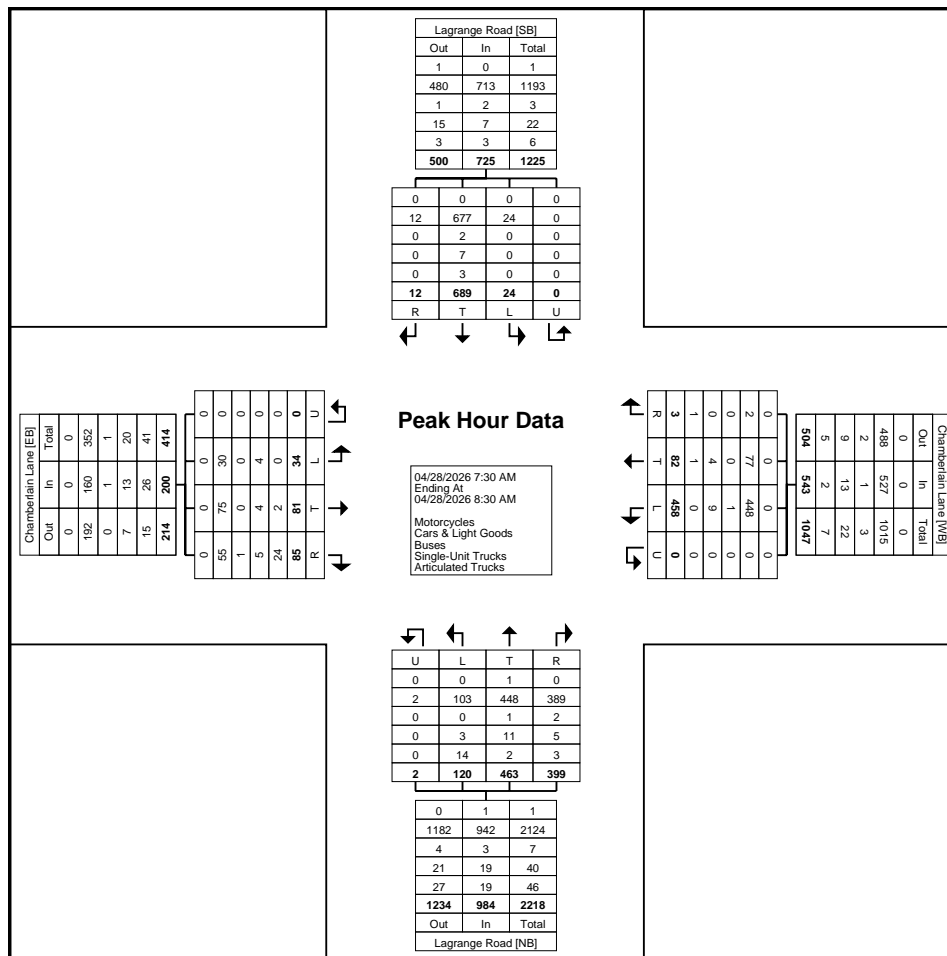 Lagrange Road [SB]
Out In Total
1 0 1
480 713 1193
1 2 3
15 7 22
3 3 6
500 725 1225
0 0 0 0
12 677 24 0
0 2 0 0
0 7 0 0
0 3 0 0
12 689 24 0
R T L U
Chamberlain Lane [EB]
Total In Out
0 0 0
352 160 192
1 1 0
20 13 7
41 26 15
414 200 214
0 0 0 0
0 30 75 55
0 0 0 1
0 4 4 5
0 0 2 24
0 34 81 85
U L T R
Peak Hour Data
04/28/2026 7:30 AM
Ending At
04/28/2026 8:30 AM
Motorcycles
Cars & Light Goods
Buses
Single-Unit Trucks
Articulated Trucks
R T L U
3 82 458 0
1 1 0 0
0 4 9 0
0 0 1 0
2 77 448 0
0 0 0 0
504 543 1047
5 2 7
9 13 22
2 1 3
488 527 1015
0 0 0
Out In Total
Chamberlain Lane [WB]
U L T R
0 0 1 0
2 103 448 389
0 0 1 2
0 3 11 5
0 14 2 3
2 120 463 399
0 1 1
1182 942 2124
4 3 7
21 19 40
27 19 46
1234 984 2218
Out In Total
Lagrange Road [NB]